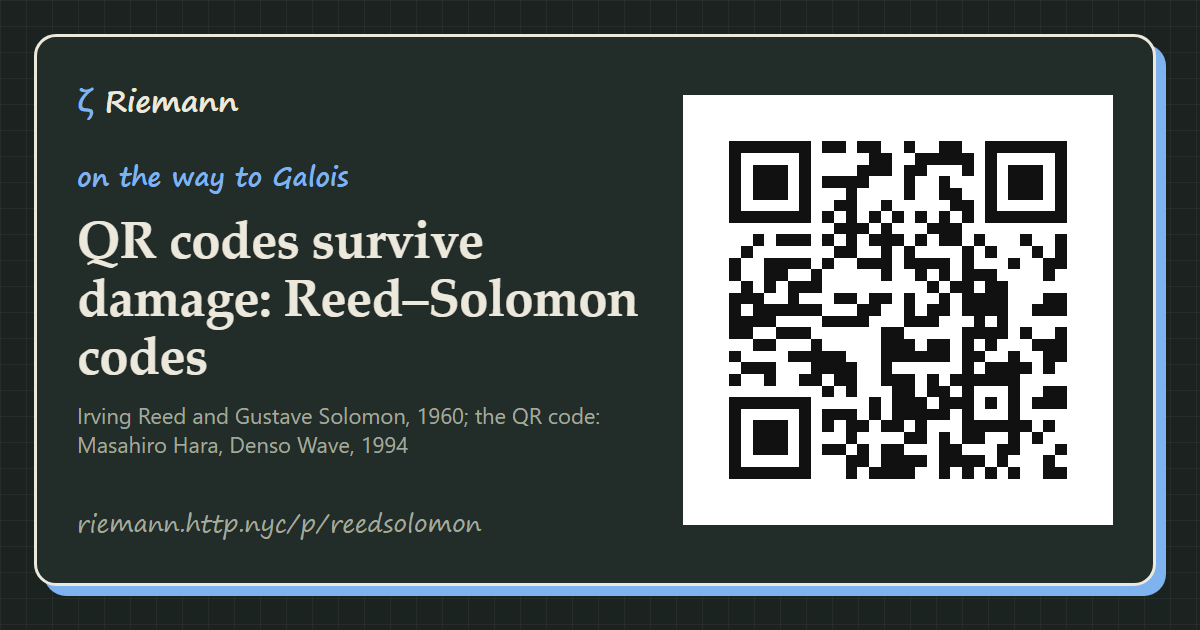 ζ Riemann
on the way to Galois
QR codes survive
damage: Reed–Solomon
codes
Irving Reed and Gustave Solomon, 1960; the QR code:
Masahiro Hara, Denso Wave, 1994
riemann.http.nyc/p/reedsolomon